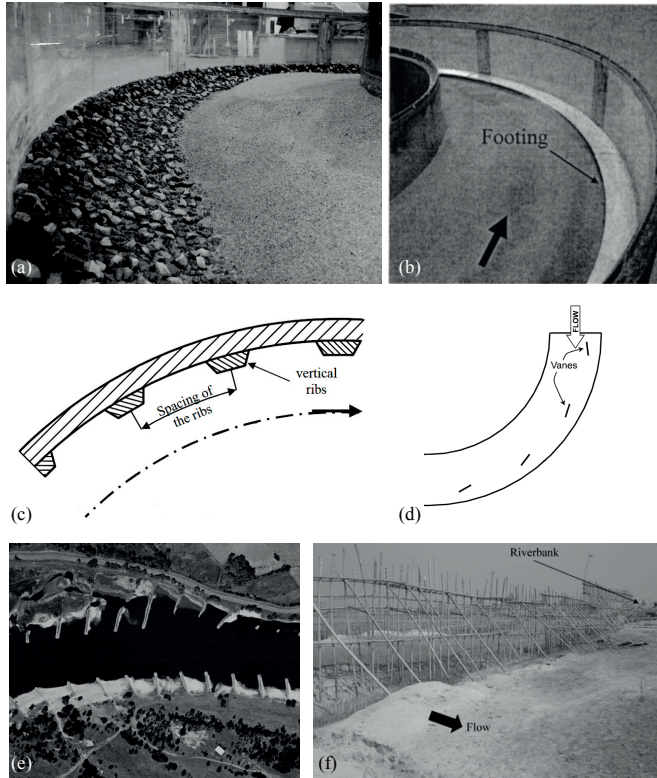 Footing
(a)
(b)
FLOW
Vanes
vertical
ribs
Spacing of
the ribs
(c)
(d)
Riverbank
Flow
(e)
(f)